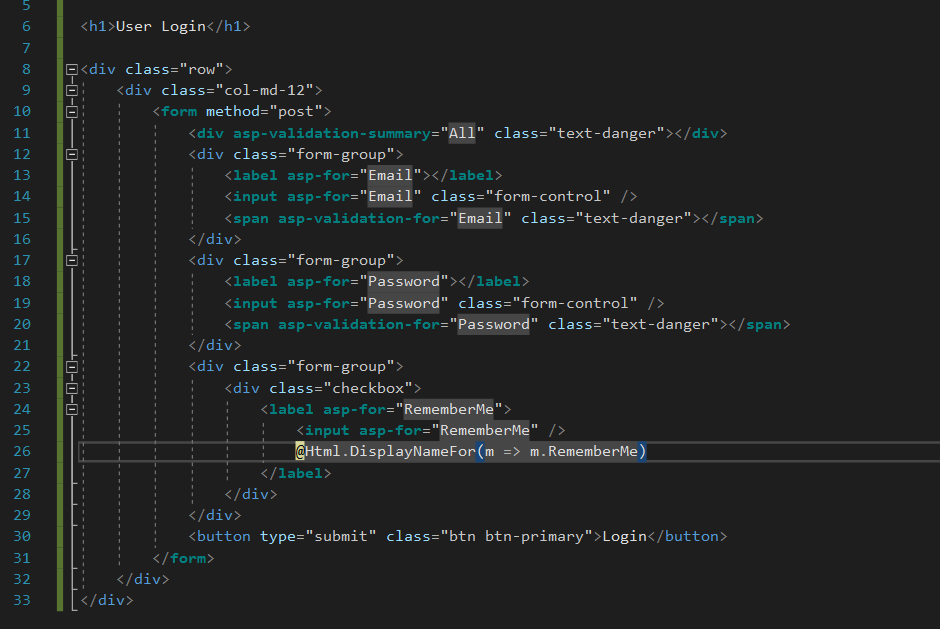 5
6 <h1>User Login</h1>
7
8 <div class="row">
9 <div class="col-md-12">
10 <form method="post">
11 <div asp-validation-summary="All" class="text-danger"></div>
12 <div class="form-group">
13 <label asp-for="Email"></label>
14 <input asp-for="Email" class="form-control" />
15 <span asp-validation-for="Email" class="text-danger"></span>
16 </div>
17 <div class="form-group">
18 <label asp-for="Password"></label>
19 <input asp-for="Password" class="form-control" />
20 <span asp-validation-for="Password" class="text-danger"></span>
21 </div>
22 <div class="form-group">
23 <div class="checkbox">
24 <label asp-for="RememberMe">
25 <input asp-for="RememberMe" />
26 @Html.DisplayNameFor(m => m.RememberMe)
27 </label>
28 </div>
29 </div>
30 <button type="submit" class="btn btn-primary">Login</button>
31 </form>
32 </div>
33 </div>